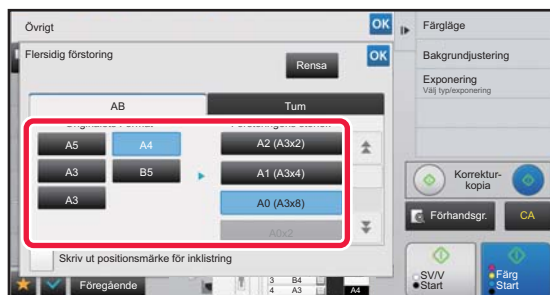 Övrigt
OK
Färgläge
Flersidig förstoring
Rensa
OK
Bakgrundjustering
Exponering
Välj typ/exponering
AB
Tum
A5
A4
A2 (A3x2)
A3
B5
A1 (A3x4)
A3
A0 (A3x8)
A0x2
Korrektur-
kopia
Förhandsgr.
CA
Skriv ut positionsmärke för inklistring
Föregående
3 B4
4 A3
A4
SV/V
Start
Färg
Start